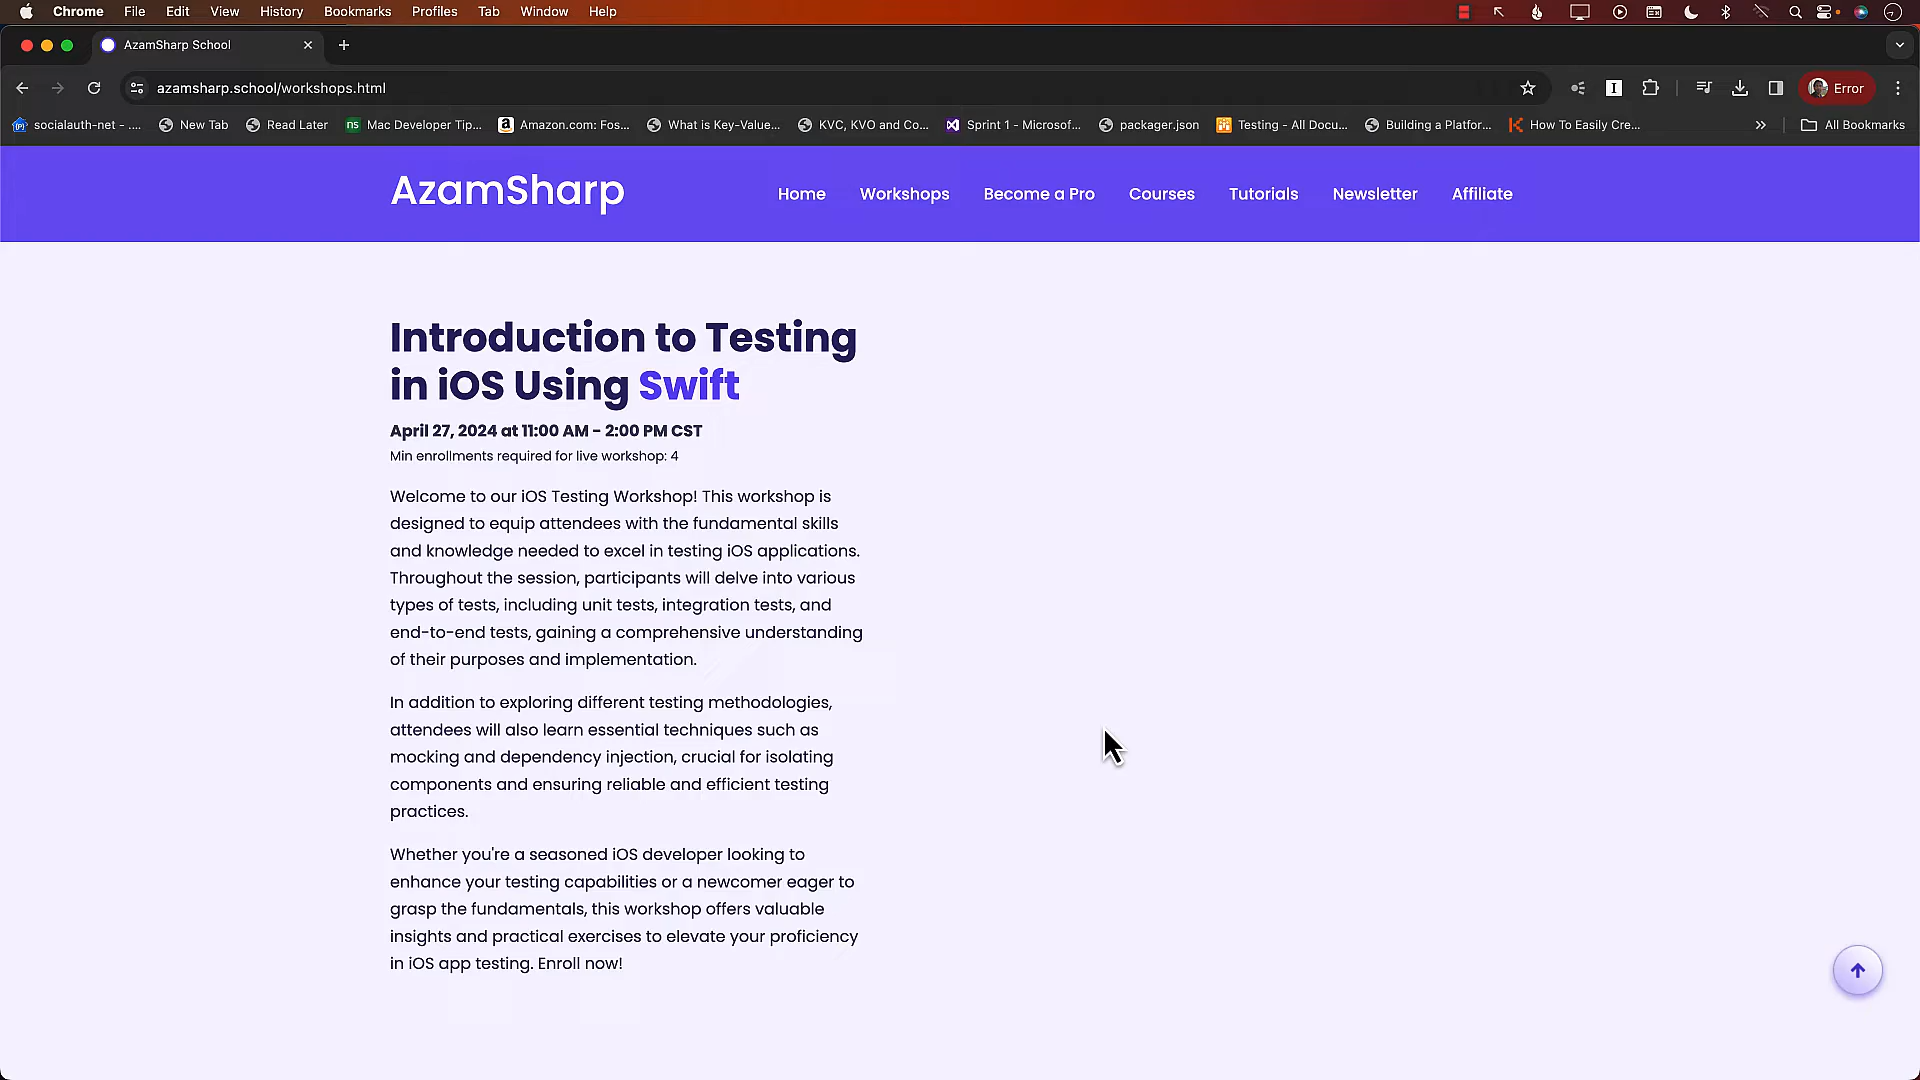 Chrome File Edit View History Bookmarks Profiles Tab Window Help
AzamSharp School
azamsharp.school/workshops.html
Error
socialauth-net - .... New Tab Read Later Mac Developer Tip... Amazon.com: Fos... What is Key-Value... KVC, KVO and Co... Sprint 1 - Microsof... packager.json Testing - All Docu... Building a Platfor... How To Easily Cre... » All Bookmarks
AzamSharp
Home Workshops Become a Pro Courses Tutorials Newsletter Affiliate
Introduction to Testing
in iOS Using Swift
April 27, 2024 at 11:00 AM - 2:00 PM CST
Min enrollments required for live workshop: 4
Welcome to our iOS Testing Workshop! This workshop is
designed to equip attendees with the fundamental skills
and knowledge needed to excel in testing iOS applications.
Throughout the session, participants will delve into various
types of tests, including unit tests, integration tests, and
end-to-end tests, gaining a comprehensive understanding
of their purposes and implementation.
In addition to exploring different testing methodologies,
attendees will also learn essential techniques such as
mocking and dependency injection, crucial for isolating
components and ensuring reliable and efficient testing
practices.
Whether you're a seasoned iOS developer looking to
enhance your testing capabilities or a newcomer eager to
grasp the fundamentals, this workshop offers valuable
insights and practical exercises to elevate your proficiency
in iOS app testing. Enroll now!